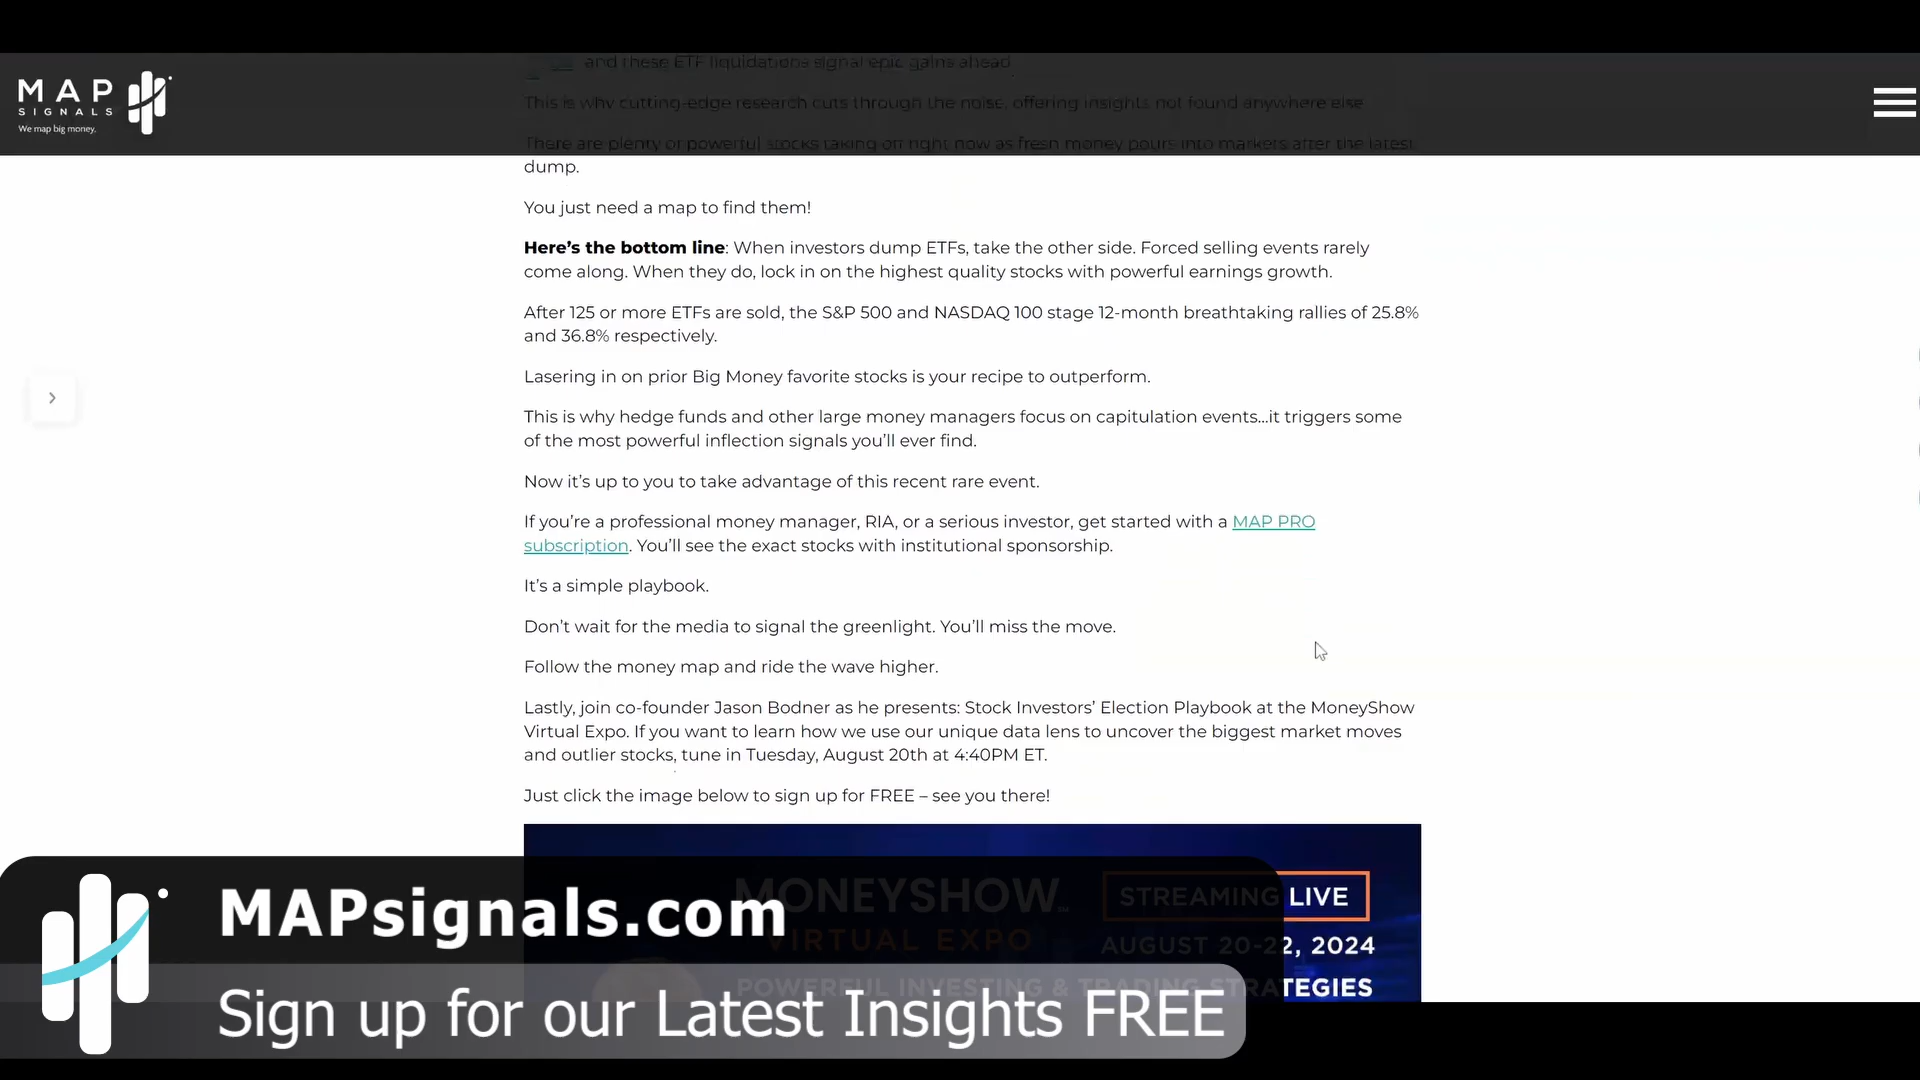 and these ETF liquidations signal epic gains ahead
MAP
SIGNALS
We map big money.
This is why cutting-edge research cuts through the noise, offering insights not found anywhere else
There are plenty of powerful stocks taking off right now as fresh money pours into markets after the latest
dump.
You just need a map to find them!
Here’s the bottom line: When investors dump ETFs, take the other side. Forced selling events rarely
come along. When they do, lock in on the highest quality stocks with powerful earnings growth.
After 125 or more ETFs are sold, the S&P 500 and NASDAQ 100 stage 12-month breathtaking rallies of 25.8%
and 36.8% respectively.
Lasering in on prior Big Money favorite stocks is your recipe to outperform.
This is why hedge funds and other large money managers focus on capitulation events…it triggers some
of the most powerful inflection signals you’ll ever find.
Now it’s up to you to take advantage of this recent rare event.
If you’re a professional money manager, RIA, or a serious investor, get started with a MAP PRO
subscription. You’ll see the exact stocks with institutional sponsorship.
It’s a simple playbook.
Don’t wait for the media to signal the greenlight. You’ll miss the move.
Follow the money map and ride the wave higher.
Lastly, join co-founder Jason Bodner as he presents: Stock Investors’ Election Playbook at the MoneyShow
Virtual Expo. If you want to learn how we use our unique data lens to uncover the biggest market moves
and outlier stocks, tune in Tuesday, August 20th at 4:40PM ET.
Just click the image below to sign up for FREE – see you there!
MONEYSHOW
VIRTUAL EXPO
STREAMING LIVE
AUGUST 20-22, 2024
POWERFUL INVESTING & TRADING STRATEGIES
MAPsignals.com
Sign up for our Latest Insights FREE